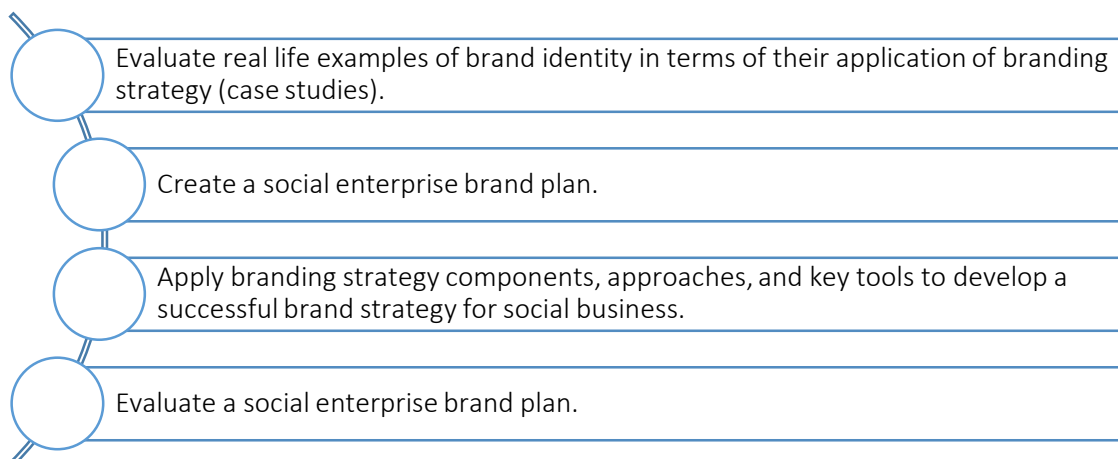 Evaluate real life examples of brand identity in terms of their application of branding
strategy (case studies).
Create a social enterprise brand plan.
Apply branding strategy components, approaches, and key tools to develop a
successful brand strategy for social business.
Evaluate a social enterprise brand plan.